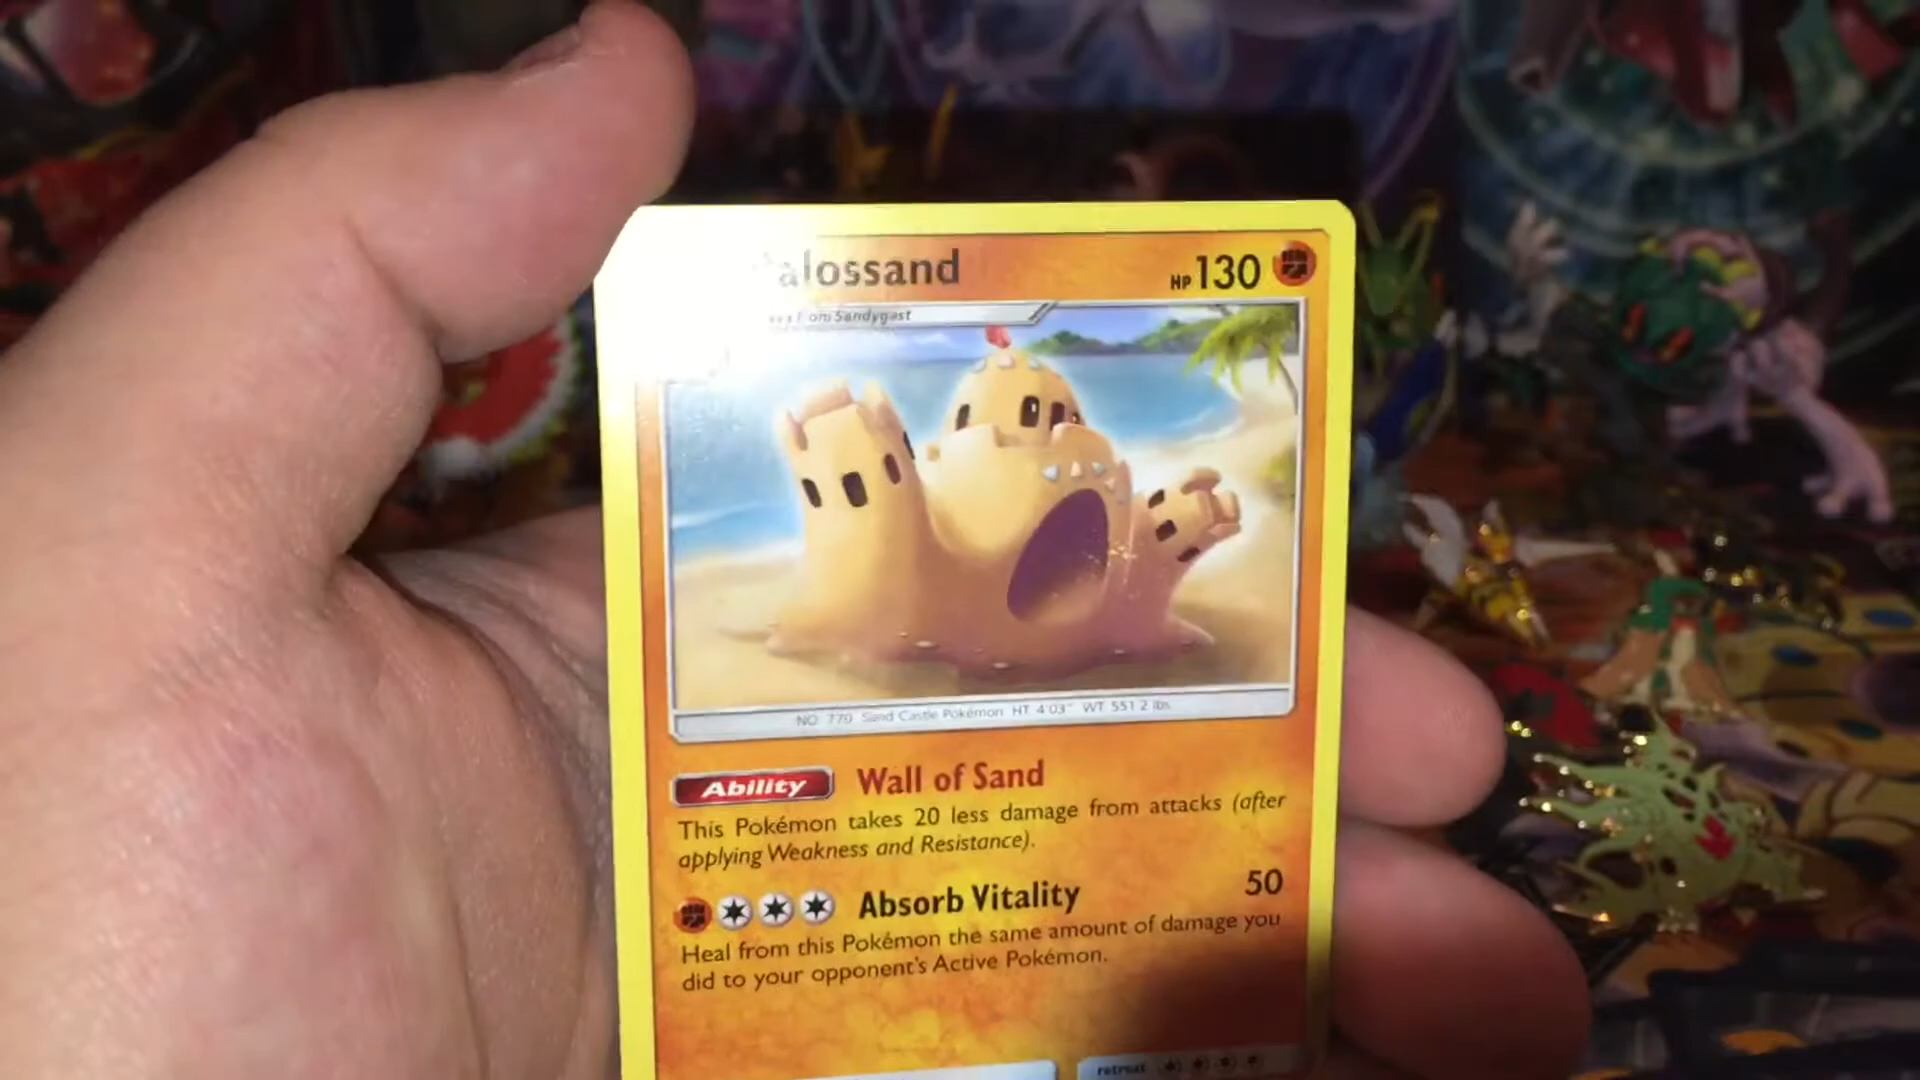 alossand HP 130
from Sandygast
NO. 770 Sand Castle Pokémon HT 4'03" WT 551.2 lbs
Ability Wall of Sand
This Pokémon takes 20 less damage from attacks (after
applying Weakness and Resistance).
Absorb Vitality 50
Heal from this Pokémon the same amount of damage you
did to your opponent's Active Pokémon.
retreat